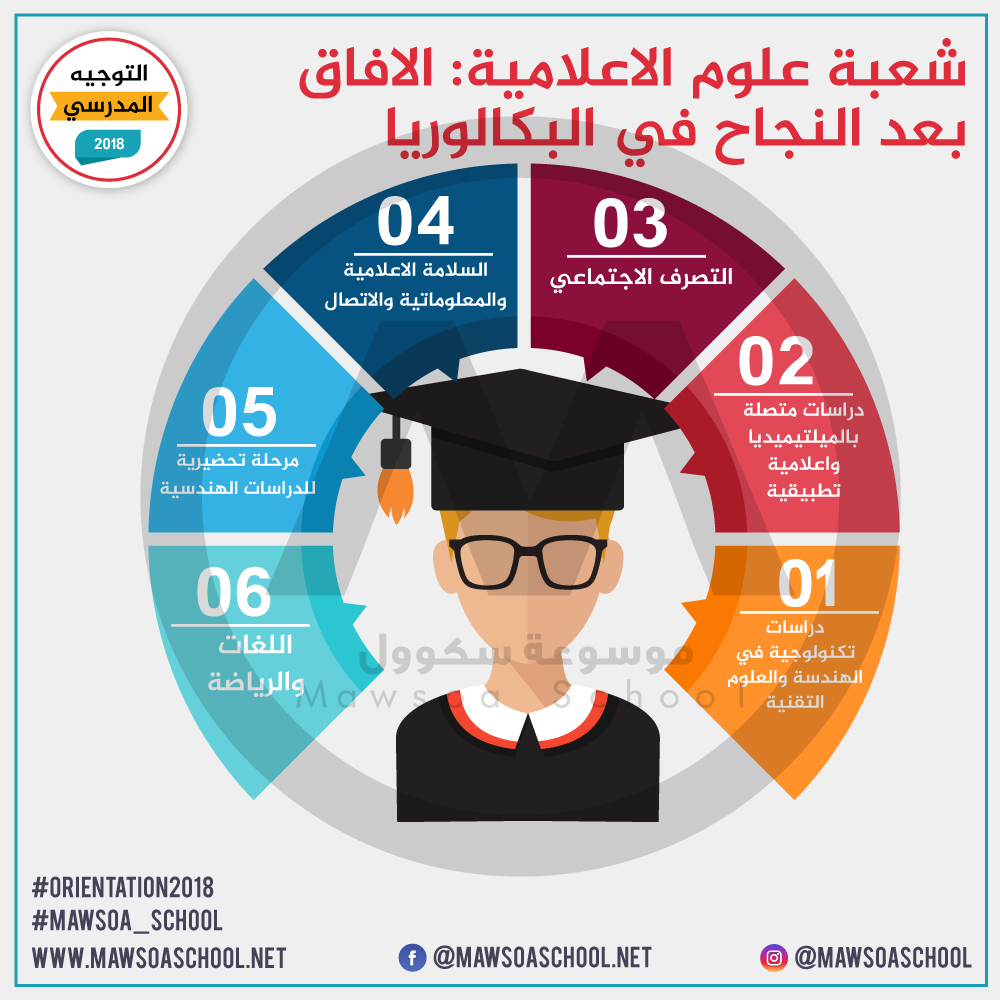 شعبة علوم الاعلامية: الافاق
بعد النجاح في البكالوريا
التوجيه
المدرسي
2018
01
دراسات
تكنولوجية في
الهندسة والعلوم
التقنية
02
دراسات متصلة
بالميلتيميديا
واعلامية
تطبيقية
03
التصرف الاجتماعي
04
السلامة الاعلامية
والمعلوماتية والاتصال
05
مرحلة تحضيرية
للدراسات الهندسية
06
اللغات
والرياضة
موسوعة سكوول
Mawsoa School
#ORIENTATION2018
#MAWSOA_SCHOOL
WWW.MAWSOASCHOOL.NET
@MAWSOASCHOOL.NET
@MAWSOASCHOOL